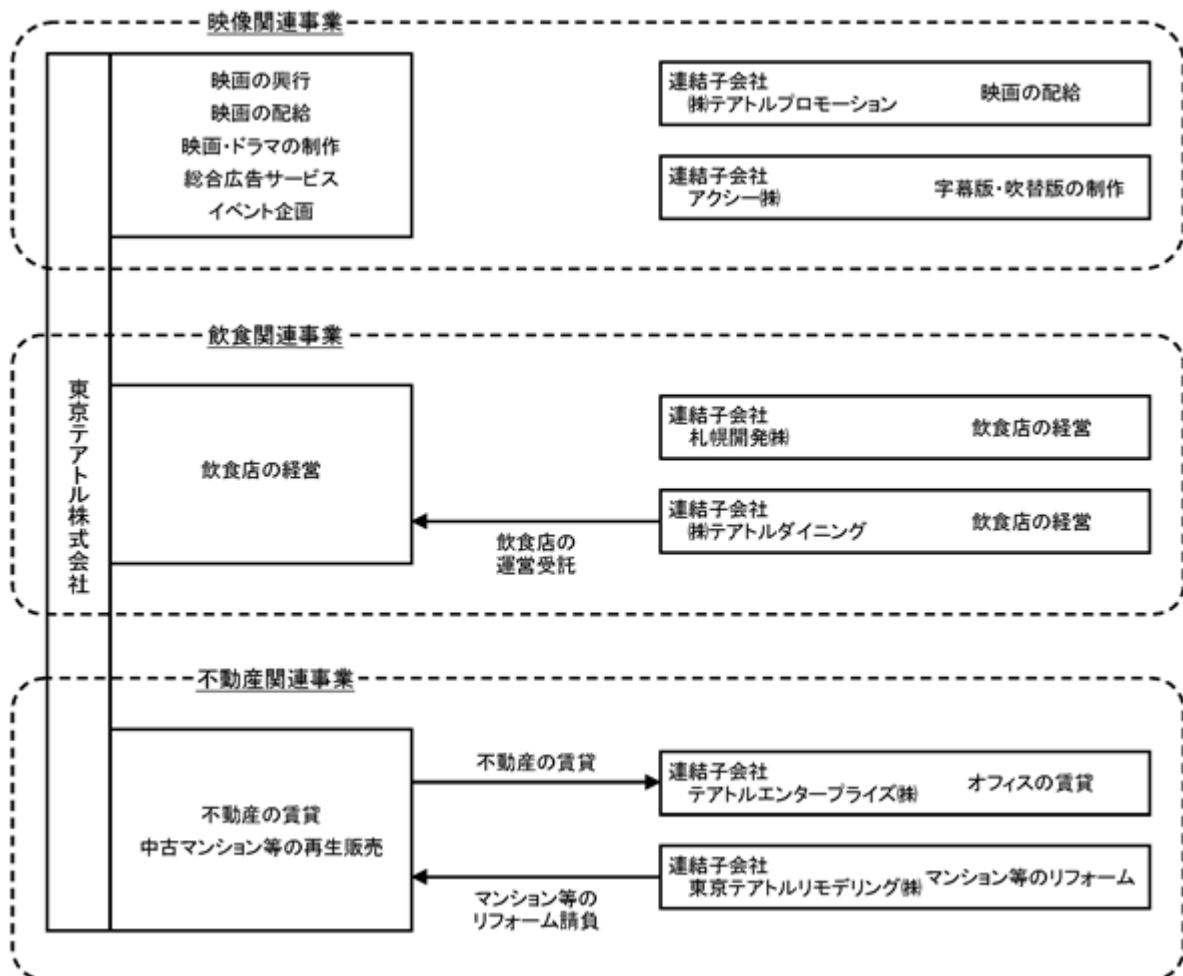 映像関連事業
映画の興行
映画の配給
映画・ドラマの制作
総合広告サービス
イベント企画
連結子会社
㈱テアトルプロモーション
映画の配給
連結子会社
アクシー㈱
字幕版・吹替版の制作
東京テアトル株式会社
飲食関連事業
飲食店の経営
連結子会社
札幌開発㈱
飲食店の経営
連結子会社
㈱テアトルダイニング
飲食店の経営
飲食店の
運営受託
不動産関連事業
不動産の賃貸
中古マンション等の再生販売
不動産の賃貸
連結子会社
テアトルエンタープライズ㈱
オフィスの賃貸
連結子会社
東京テアトルリモデリング㈱
マンション等のリフォーム
マンション等の
リフォーム請負